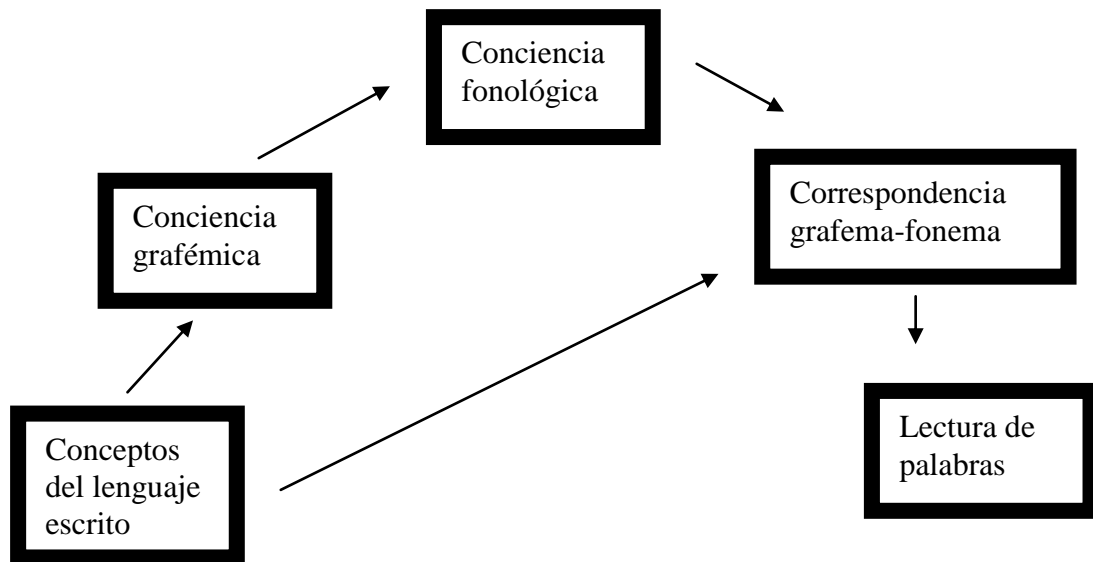 Conciencia
fonológica
Correspondencia
grafema-fonema
Conciencia
grafémica
Lectura de
palabras
Conceptos
del lenguaje
escrito